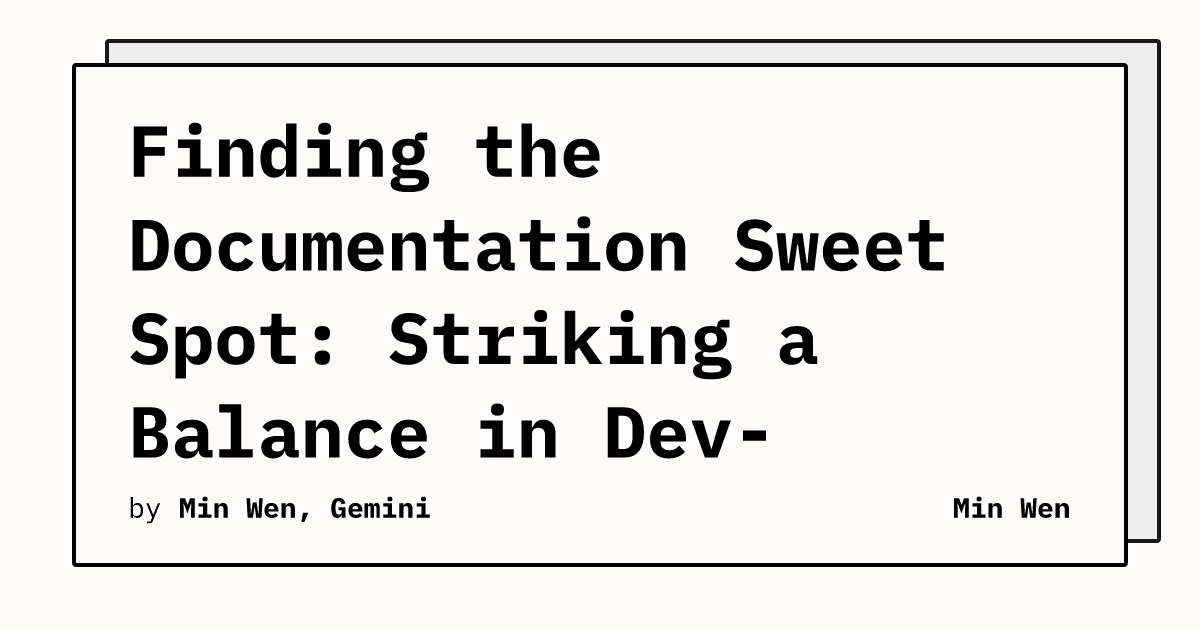 Finding the
Documentation Sweet
Spot: Striking a
Balance in Dev-
by Min Wen, Gemini
Min Wen